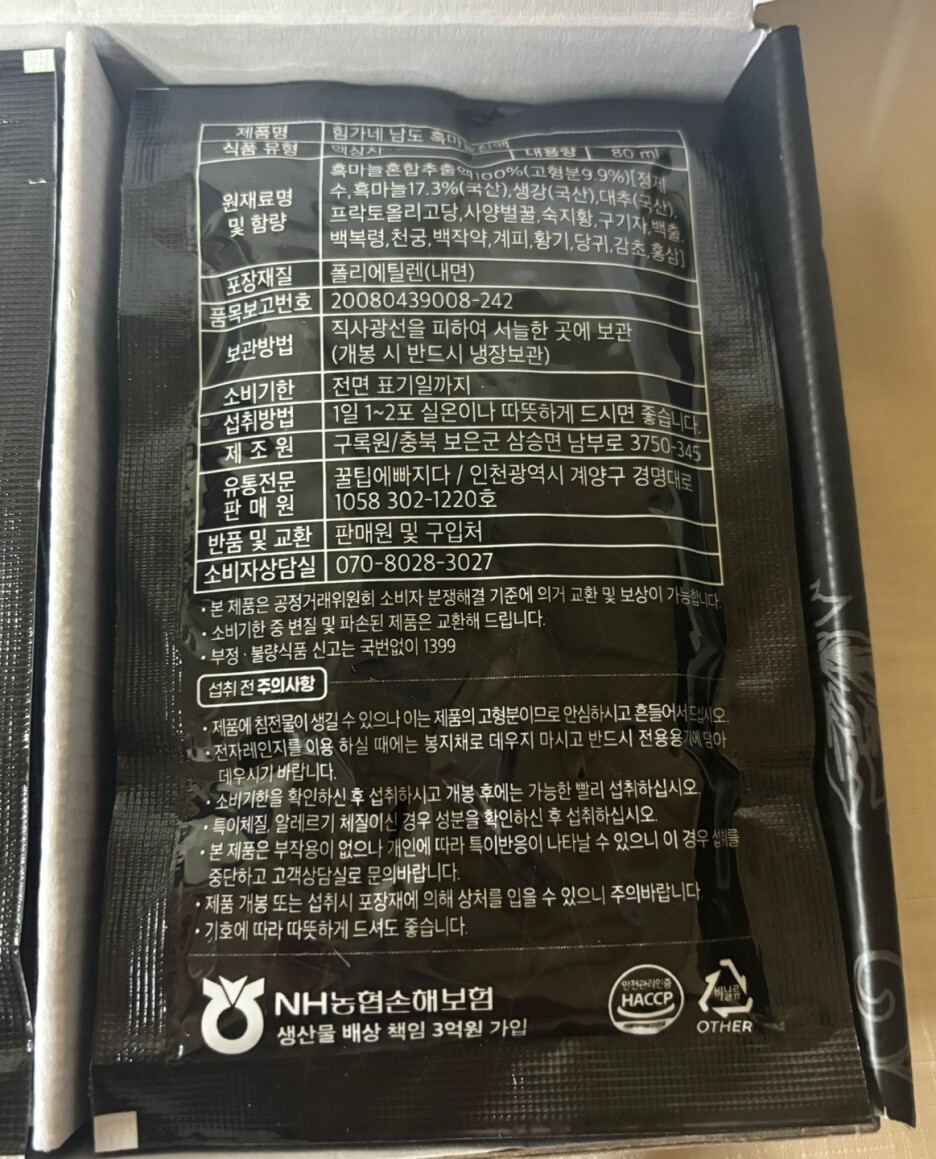 제품명 힘가네 남도 흑마늘진액
식품 유형 액상차 내용량 80 ml
원재료명 및 함량 흑마늘혼합추출액100%(고형분9.9%)[정제
수,흑마늘17.3%(국산),생강(국산),대추(국산),
프락토올리고당,사양벌꿀,숙지황,구기자,백출,
백복령,천궁,백작약,계피,황기,당귀,감초,홍삼]
포장재질 폴리에틸렌(내면)
품목보고번호 20080439008-242
보관방법 직사광선을 피하여 서늘한 곳에 보관
(개봉 시 반드시 냉장보관)
소비기한 전면 표기일까지
섭취방법 1일 1~2포 실온이나 따뜻하게 드시면 좋습니다.
제 조 원 구록원/충북 보은군 삼승면 남부로 3750-345
유통전문 판 매 원 꿀팁에빠지다 / 인천광역시 계양구 경명대로
1058 302-1220호
반품 및 교환 판매원 및 구입처
소비자상담실 070-8028-3027
• 본 제품은 공정거래위원회 소비자 분쟁해결 기준에 의거 교환 및 보상이 가능합니다.
• 소비기한 중 변질 및 파손된 제품은 교환해 드립니다.
• 부정·불량식품 신고는 국번없이 1399
섭취 전 주의사항
• 제품에 침전물이 생길 수 있으나 이는 제품의 고형분이므로 안심하시고 흔들어서 드십시오.
• 전자레인지를 이용 하실 때에는 봉지채로 데우지 마시고 반드시 전용용기에 담아
데우시기 바랍니다.
• 소비기한을 확인하신 후 섭취하시고 개봉 후에는 가능한 빨리 섭취하십시오.
• 특이체질, 알레르기 체질이신 경우 성분을 확인하신 후 섭취하십시오.
• 본 제품은 부작용이 없으나 개인에 따라 특이반응이 나타날 수 있으니 이 경우 섭취를
중단하고 고객상담실로 문의바랍니다.
• 제품 개봉 또는 섭취시 포장재에 의해 상처를 입을 수 있으니 주의바랍니다.
• 기호에 따라 따뜻하게 드셔도 좋습니다.
NH농협손해보험
생산물 배상 책임 3억원 가입
안전관리인증
HACCP
비닐류
OTHER